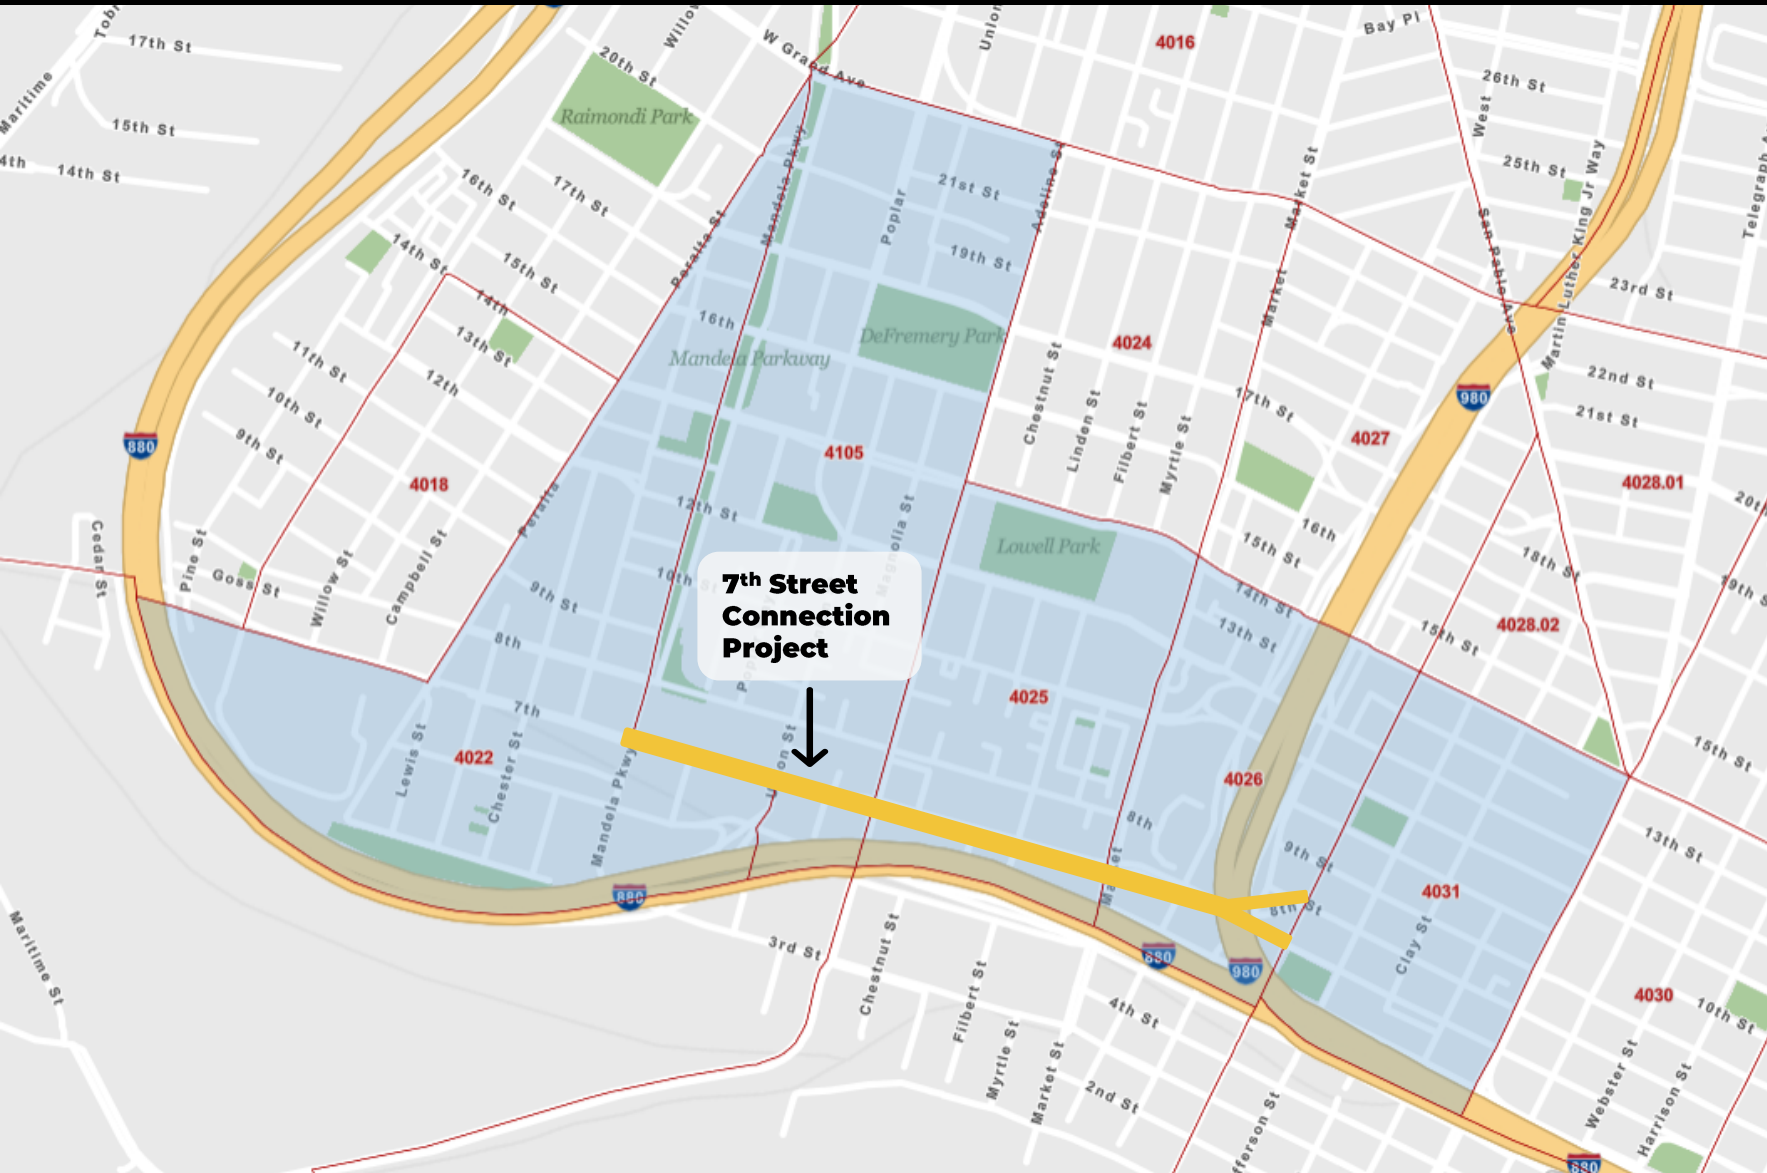 Tob
17th St
Maritime
15th St
4th
14th St
20th St
Willow
W Grand Ave
Union
4016
Bay Pl
26th St
West
25th St
Martin Luther King Jr Way
Telegraph A
Raimondi Park
16th St
17th St
15th St
14th St
14th
13th St
12th
11th St
10th St
9th St
Mandela Pkwy
Peralta St
Poplar
21st St
19th St
Adeline St
Market St
Market
San Pablo Ave
23rd St
22nd St
21st St
16th
Mandela Parkway
DeFremery Park
4024
Chestnut St
Linden St
Filbert St
Myrtle St
17th St
980
4027
4028.01
20th
880
4018
4105
12th St
Magnolia St
Lowell Park
16th
15th St
18th St
19th S
Cedar St
Pine St
Goss St
Willow St
Campbell St
Peralta
9th St
10th St
7th Street
Connection
Project
14th St
13th St
15th St
4028.02
8th
7th
4022
Lewis St
Chester St
Mandela Pkwy
4025
4026
8th
Market
9th St
8th St
4031
Clay St
15th St
13th St
880
3rd St
Chestnut St
Filbert St
Myrtle St
Market St
880
980
4th St
2nd St
fferson St
4030
10th St
Webster St
Harrison St
880
Maritime St